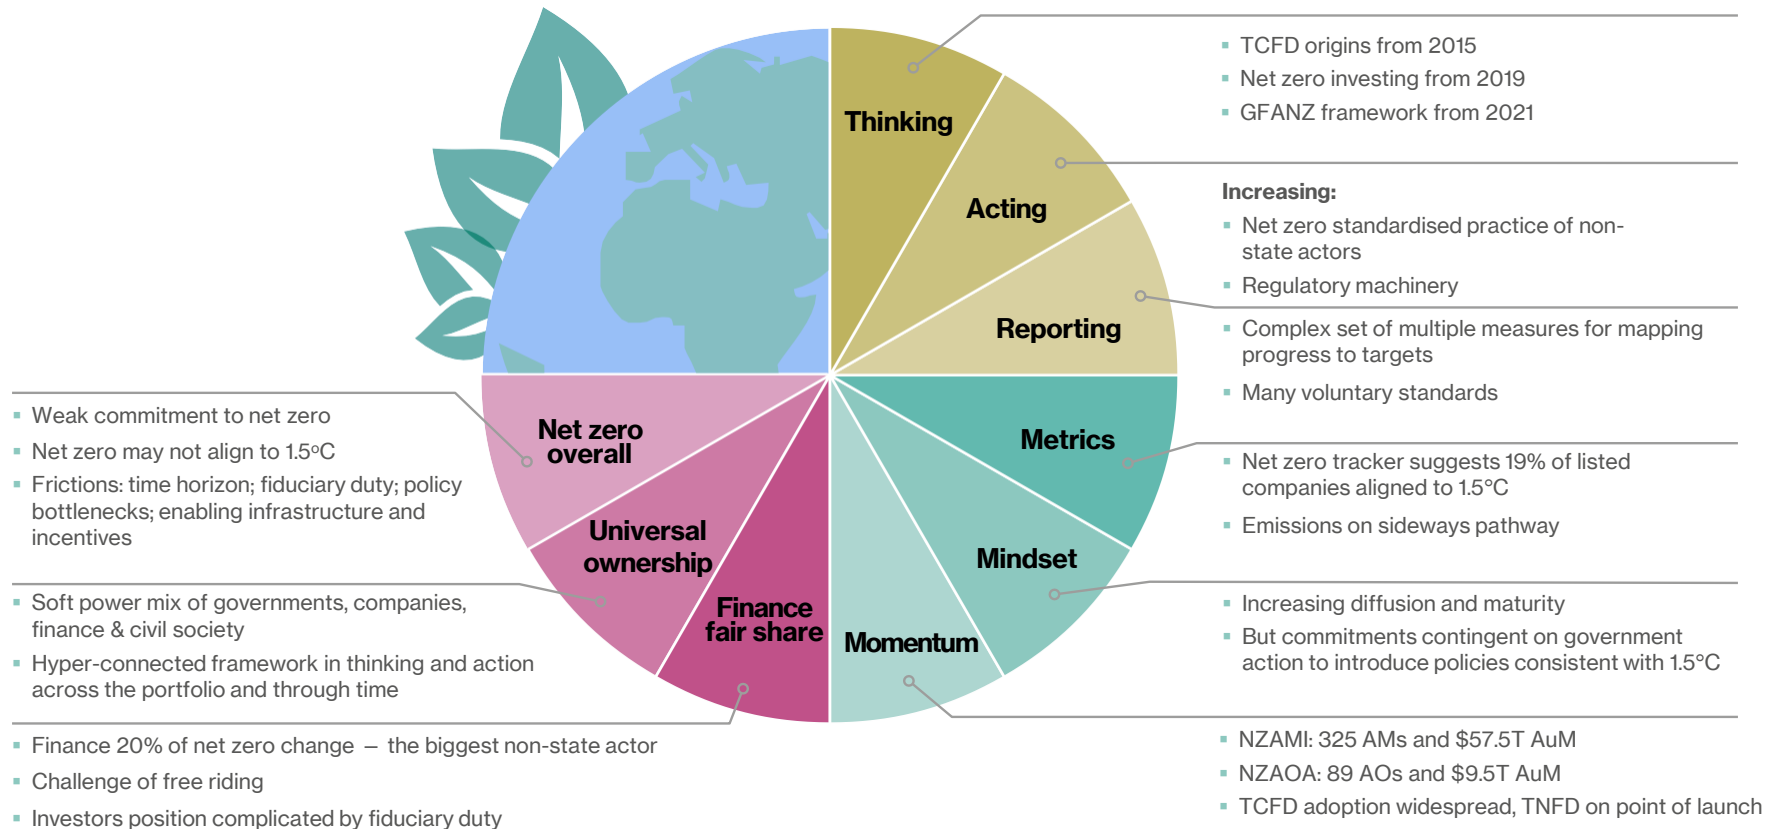 Thinking
TCFD origins from 2015
Net zero investing from 2019
GFANZ framework from 2021
Acting
Increasing:
Net zero standardised practice of non-
state actors
Regulatory machinery
Reporting
Complex set of multiple measures for mapping
progress to targets
Many voluntary standards
Metrics
Net zero tracker suggests 19% of listed
companies aligned to 1.5°C
Emissions on sideways pathway
Mindset
Increasing diffusion and maturity
But commitments contingent on government
action to introduce policies consistent with 1.5°C
Momentum
NZAMI: 325 AMs and $57.5T AuM
NZAOA: 89 AOs and $9.5T AuM
TCFD adoption widespread, TNFD on point of launch
Finance
fair share
Finance 20% of net zero change – the biggest non-state actor
Challenge of free riding
Investors position complicated by fiduciary duty
Universal
ownership
Soft power mix of governments, companies,
finance & civil society
Hyper-connected framework in thinking and action
across the portfolio and through time
Net zero
overall
Weak commitment to net zero
Net zero may not align to 1.5ºC
Frictions: time horizon; fiduciary duty; policy
bottlenecks; enabling infrastructure and
incentives